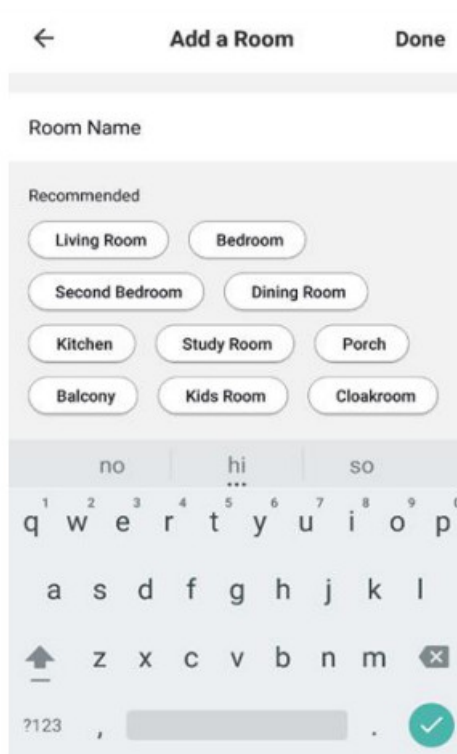 Add a Room Done
Room Name
Recommended
Living Room Bedroom
Second Bedroom Dining Room
Kitchen Study Room Porch
Balcony Kids Room Cloakroom
no hi so
1 2 3 4 5 6 7 8 9 0
q w e r t y u i o p
a s d f g h j k l
z x c v b n m
?123 , .